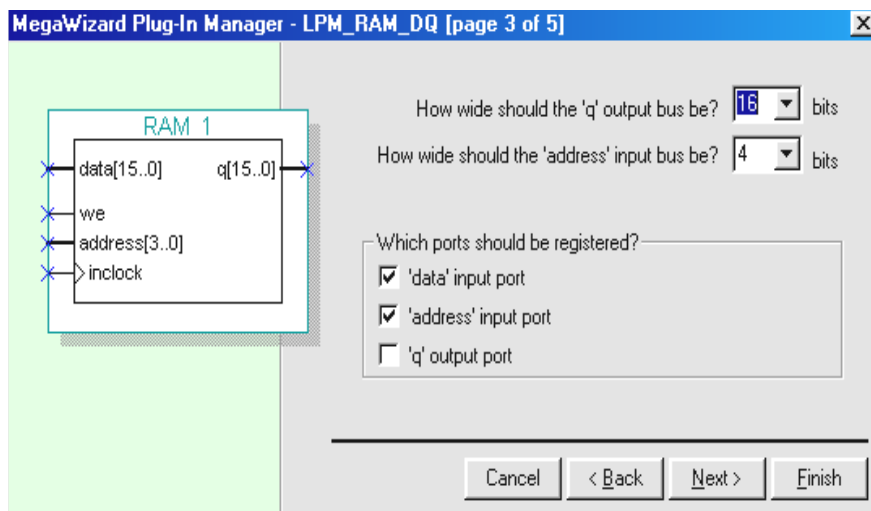 MegaWizard Plug-In Manager - LPM_RAM_DQ [page 3 of 5]
RAM 1
data[15..0] q[15..0]
we
address[3..0]
inclock
How wide should the 'q' output bus be? 16 bits
How wide should the 'address' input bus be? 4 bits
Which ports should be registered?
'data' input port
'address' input port
'q' output port
Cancel
< Back
Next >
Finish